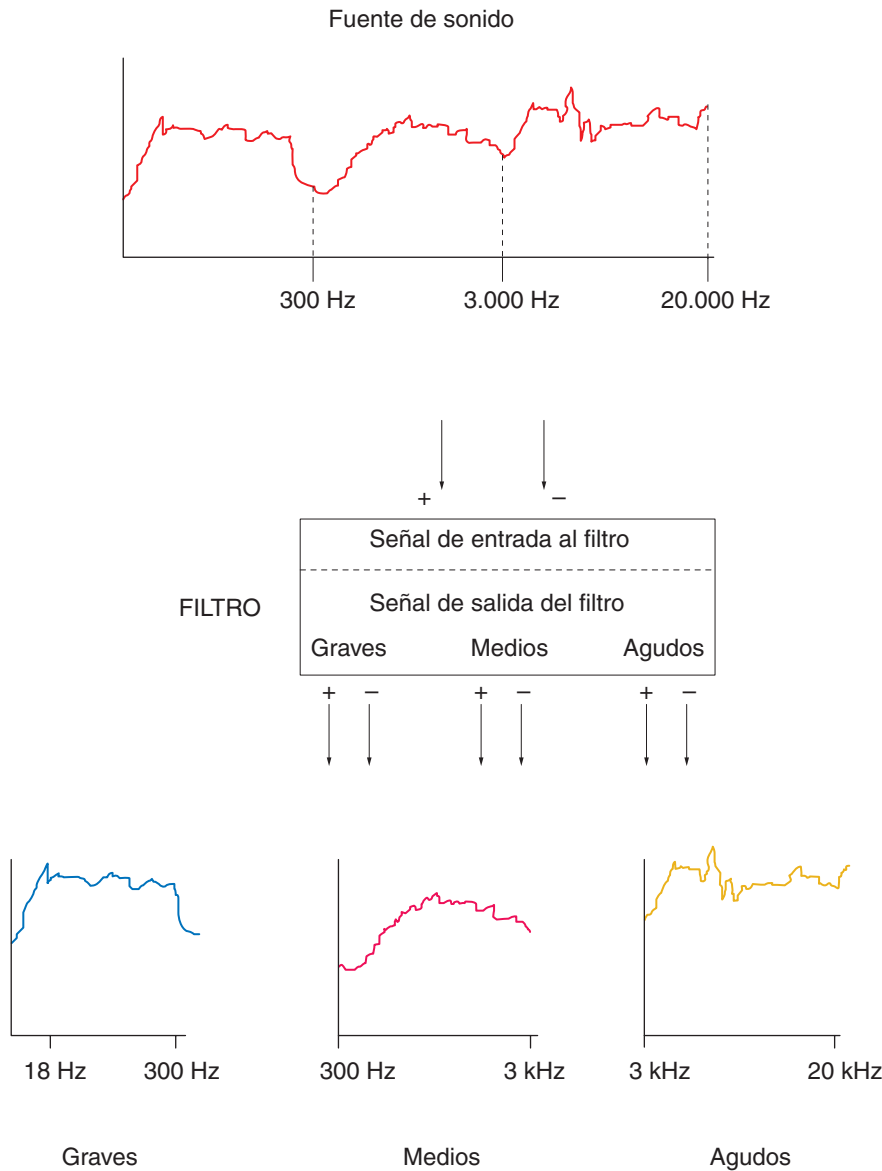 Fuente de sonido
300 Hz 3.000 Hz 20.000 Hz
+ –
Señal de entrada al filtro
FILTRO
Señal de salida del filtro
Graves Medios Agudos
+ – + – + –
18 Hz 300 Hz 300 Hz 3 kHz 3 kHz 20 kHz
Graves Medios Agudos